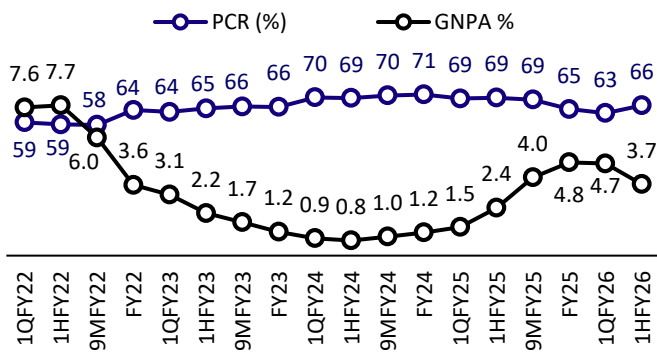 PCR (%) GNPA %
59 59 58 64 64 65 66 66 70 69 70 71 69 69 69 65 63 66
7.6 7.7 6.0 3.6 3.1 2.2 1.7 1.2 0.9 0.8 1.0 1.2 1.5 2.4 4.0 4.8 4.7 3.7
1QFY22 1HFY22 9MFY22 FY22 1QFY23 1HFY23 9MFY23 FY23 1QFY24 1HFY24 9MFY24 FY24 1QFY25 1HFY25 9MFY25 FY25 1QFY26 1HFY26